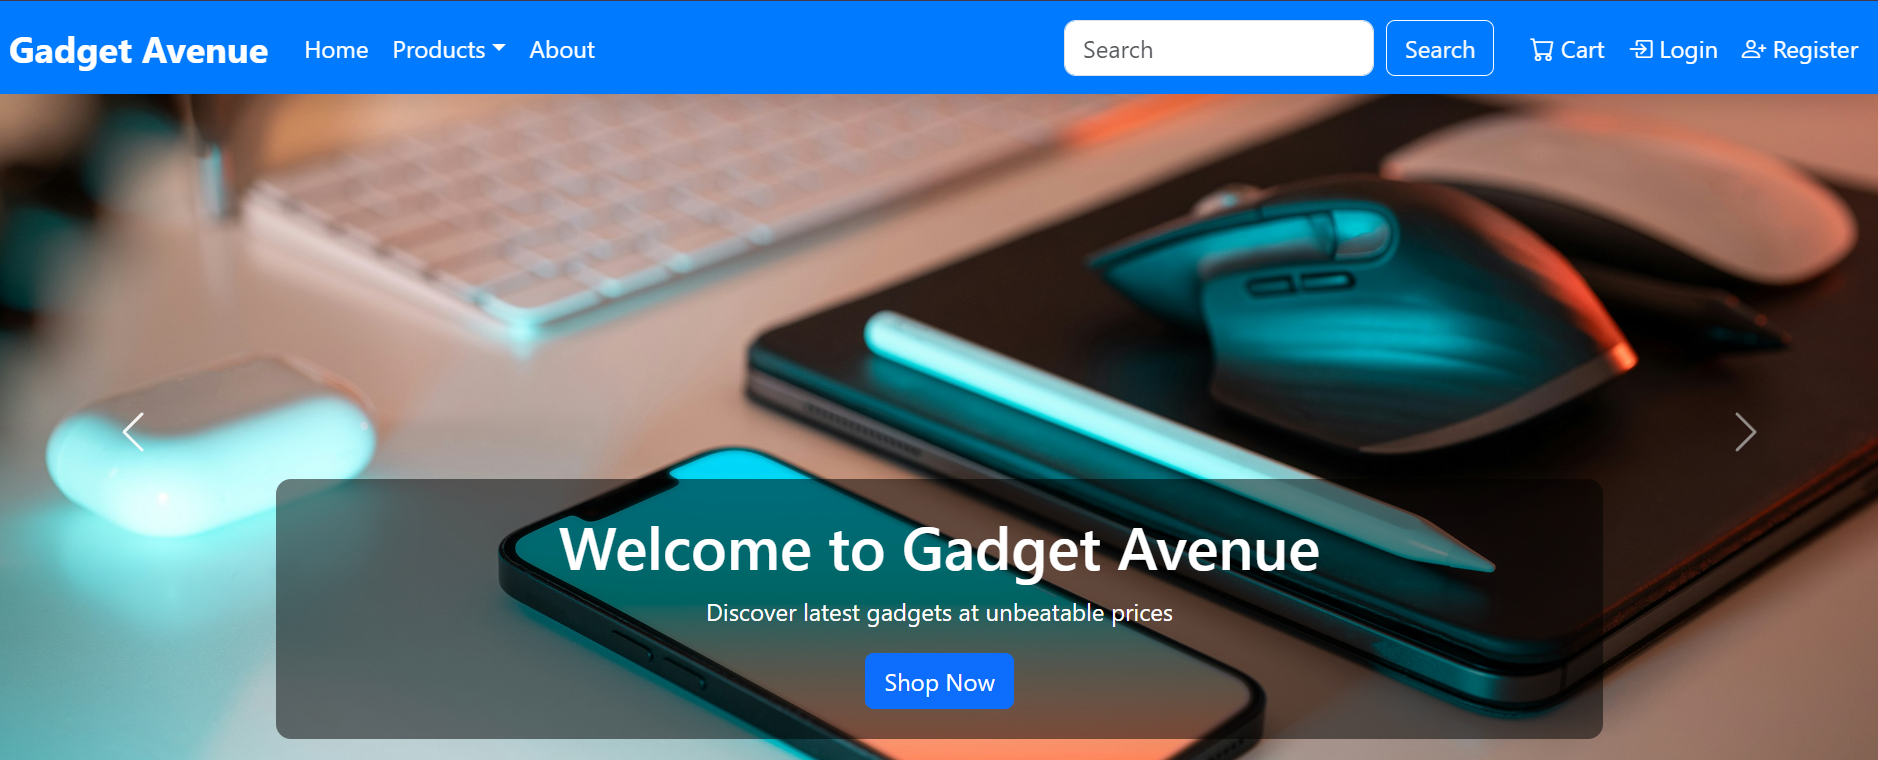 Gadget Avenue Home Products About Search Search Cart Login Register
Welcome to Gadget Avenue
Discover latest gadgets at unbeatable prices
Shop Now